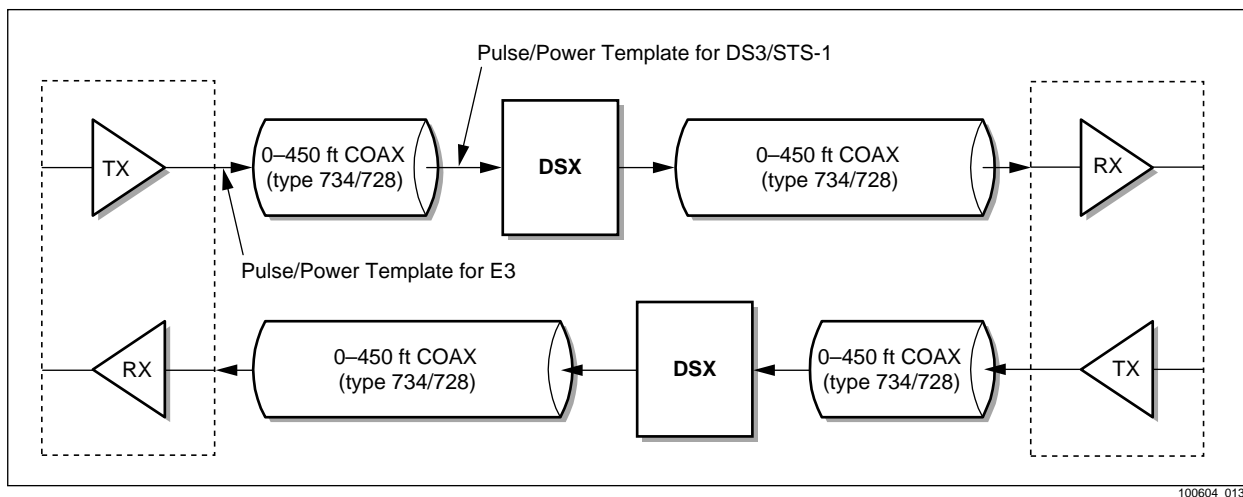 Pulse/Power Template for DS3/STS-1
TX
0–450 ft COAX
(type 734/728)
DSX
0–450 ft COAX
(type 734/728)
RX
Pulse/Power Template for E3
RX
0–450 ft COAX
(type 734/728)
DSX
0–450 ft COAX
(type 734/728)
TX
100604_013